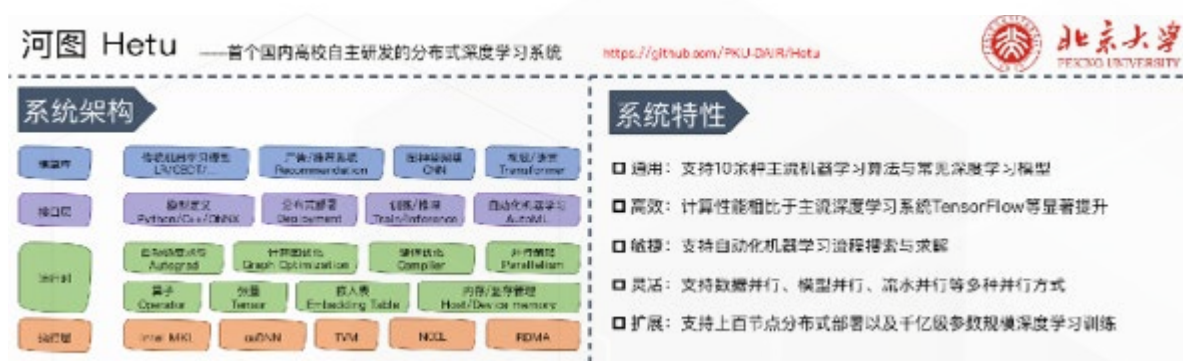 河图 Hetu ——首个国内高校自主研发的分布式深度学习系统 https://github.com/PKU-DAIR/Hetu 北京大学
PEKING UNIVERSITY
系统架构
模型库 传统机器学习模型 广告/推荐系统 图神经网络 视觉/语言
LR/GBDT/... Recommendation GNN Transformer
接口层 模型定义 分布式部署 训练/推理 自动化机器学习
Python/C++/ONNX Deployment Train/Inference AutoML
运行时 计算图优化 编译优化 并行策略
Autograd Graph Optimization Compiler Parallelism
算子 张量 嵌入表 内存/显存管理
Operator Tensor Embedding Table Host/Device memory
Intel MKL cuDNN TVM NCCL RDMA
系统特性
通用：支持10余种主流机器学习算法与常见深度学习模型
高效：计算性能相比于主流深度学习系统TensorFlow等显著提升
敏捷：支持自动化机器学习流程搜索与求解
灵活：支持数据并行、模型并行、流水并行等多种并行方式
扩展：支持上百节点分布式部署以及千亿级参数规模深度学习训练